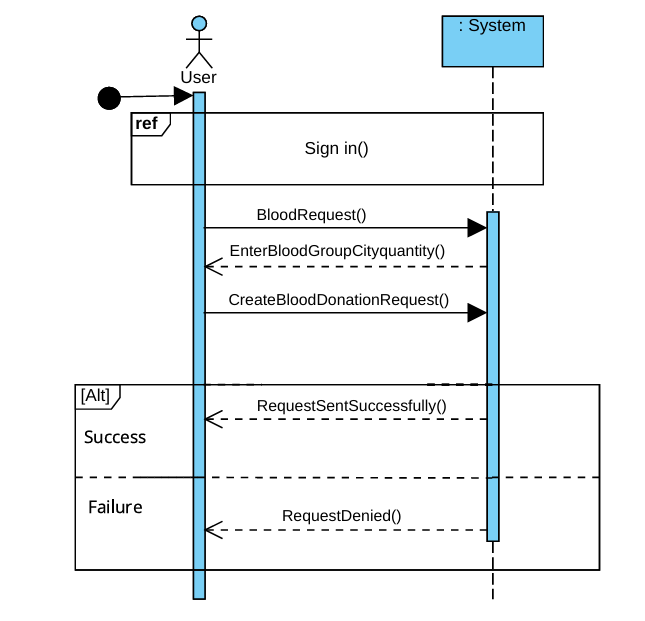 : System
User
ref
Sign in()
BloodRequest()
EnterBloodGroupCityquantity()
CreateBloodDonationRequest()
[Alt]
RequestSentSuccessfully()
Success
Failure
RequestDenied()